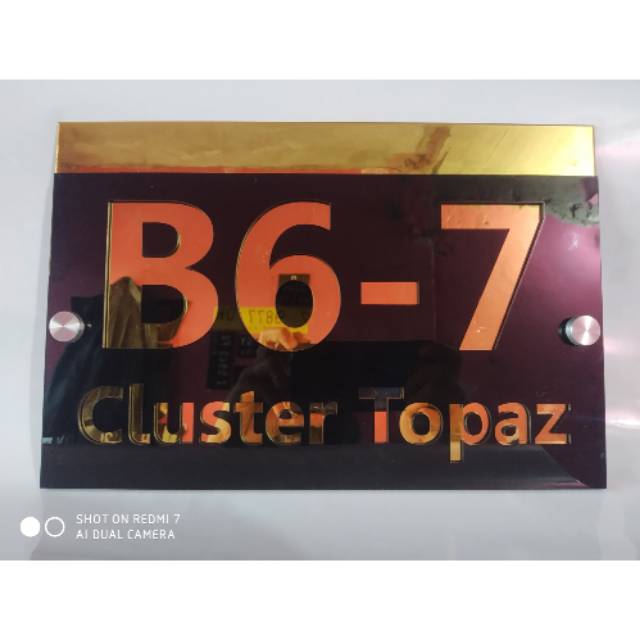 B6-7
Cluster Topaz
SHOT ON REDMI 7
AI DUAL CAMERA